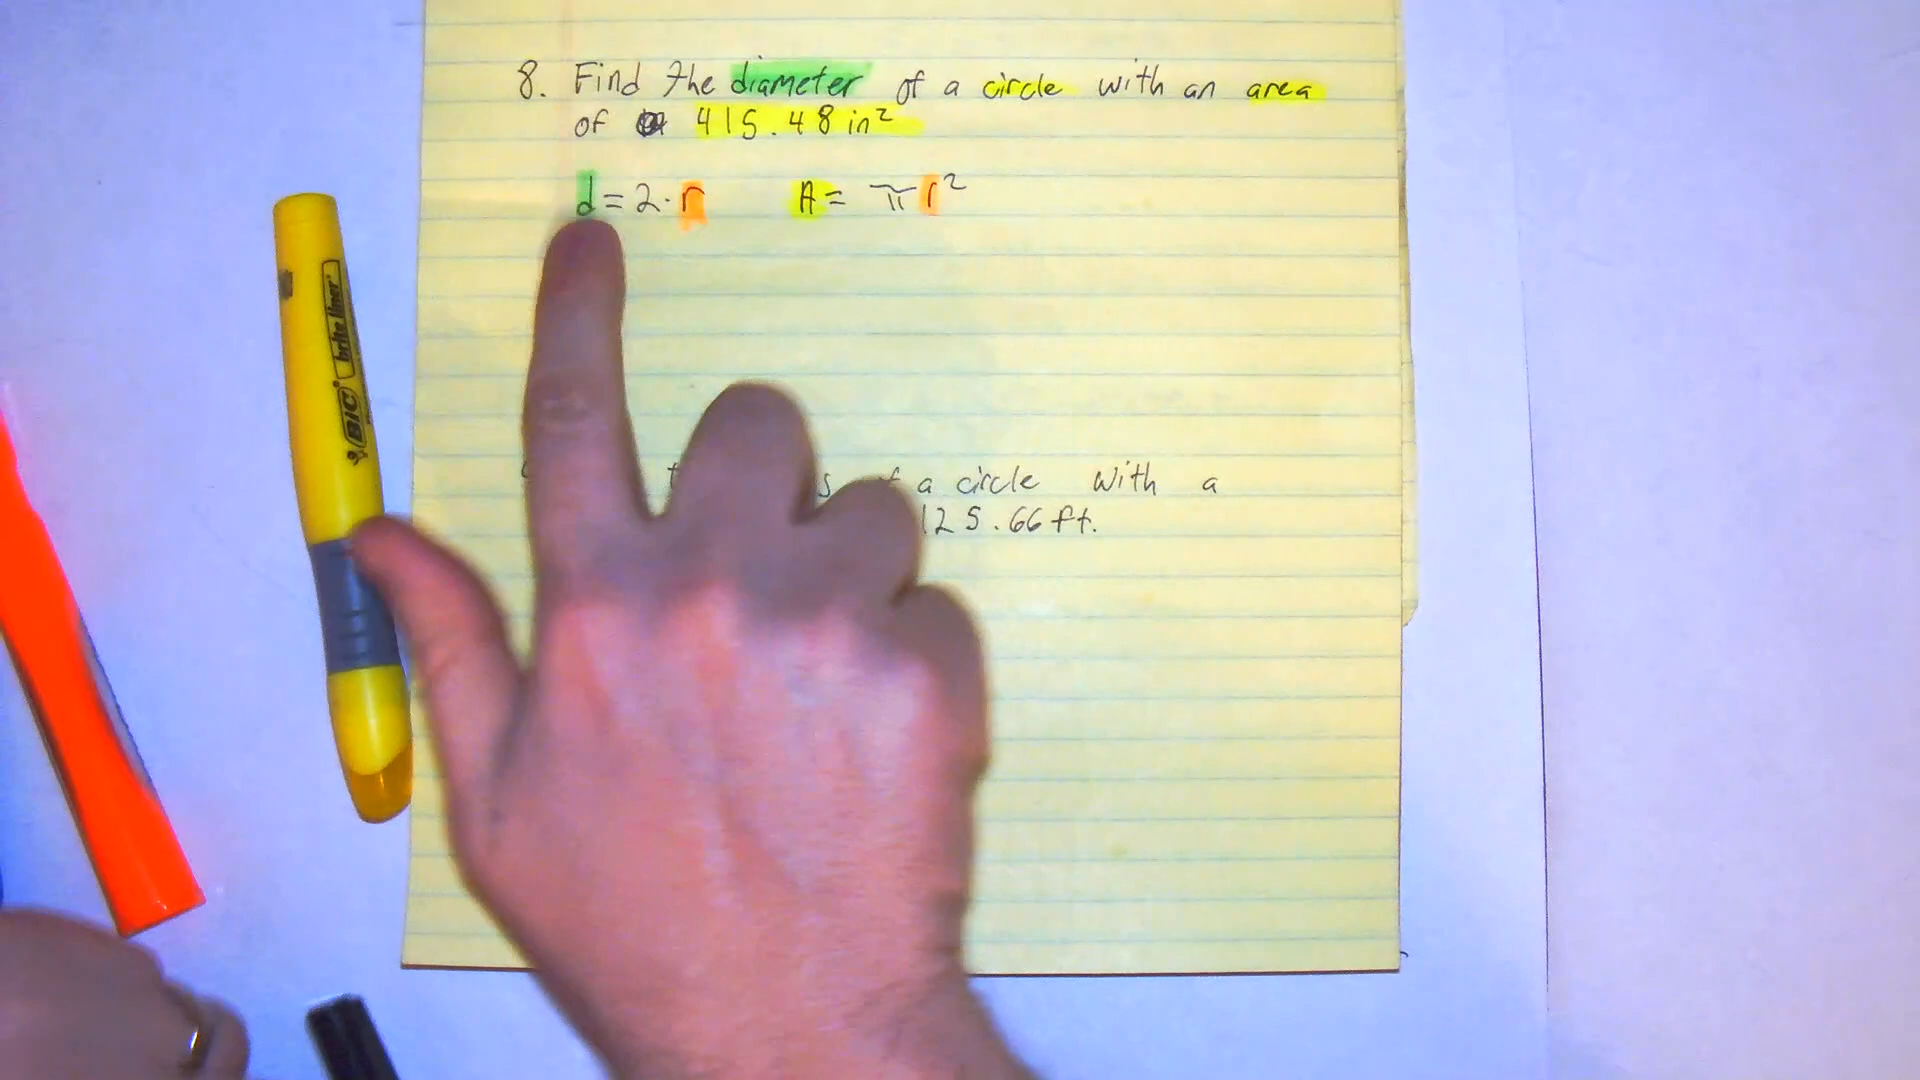 8. Find the diameter of a circle with an area
of 415.48 in²
d = 2·r A = πr²
a circle with a
125.66 ft.
BIC brite liner